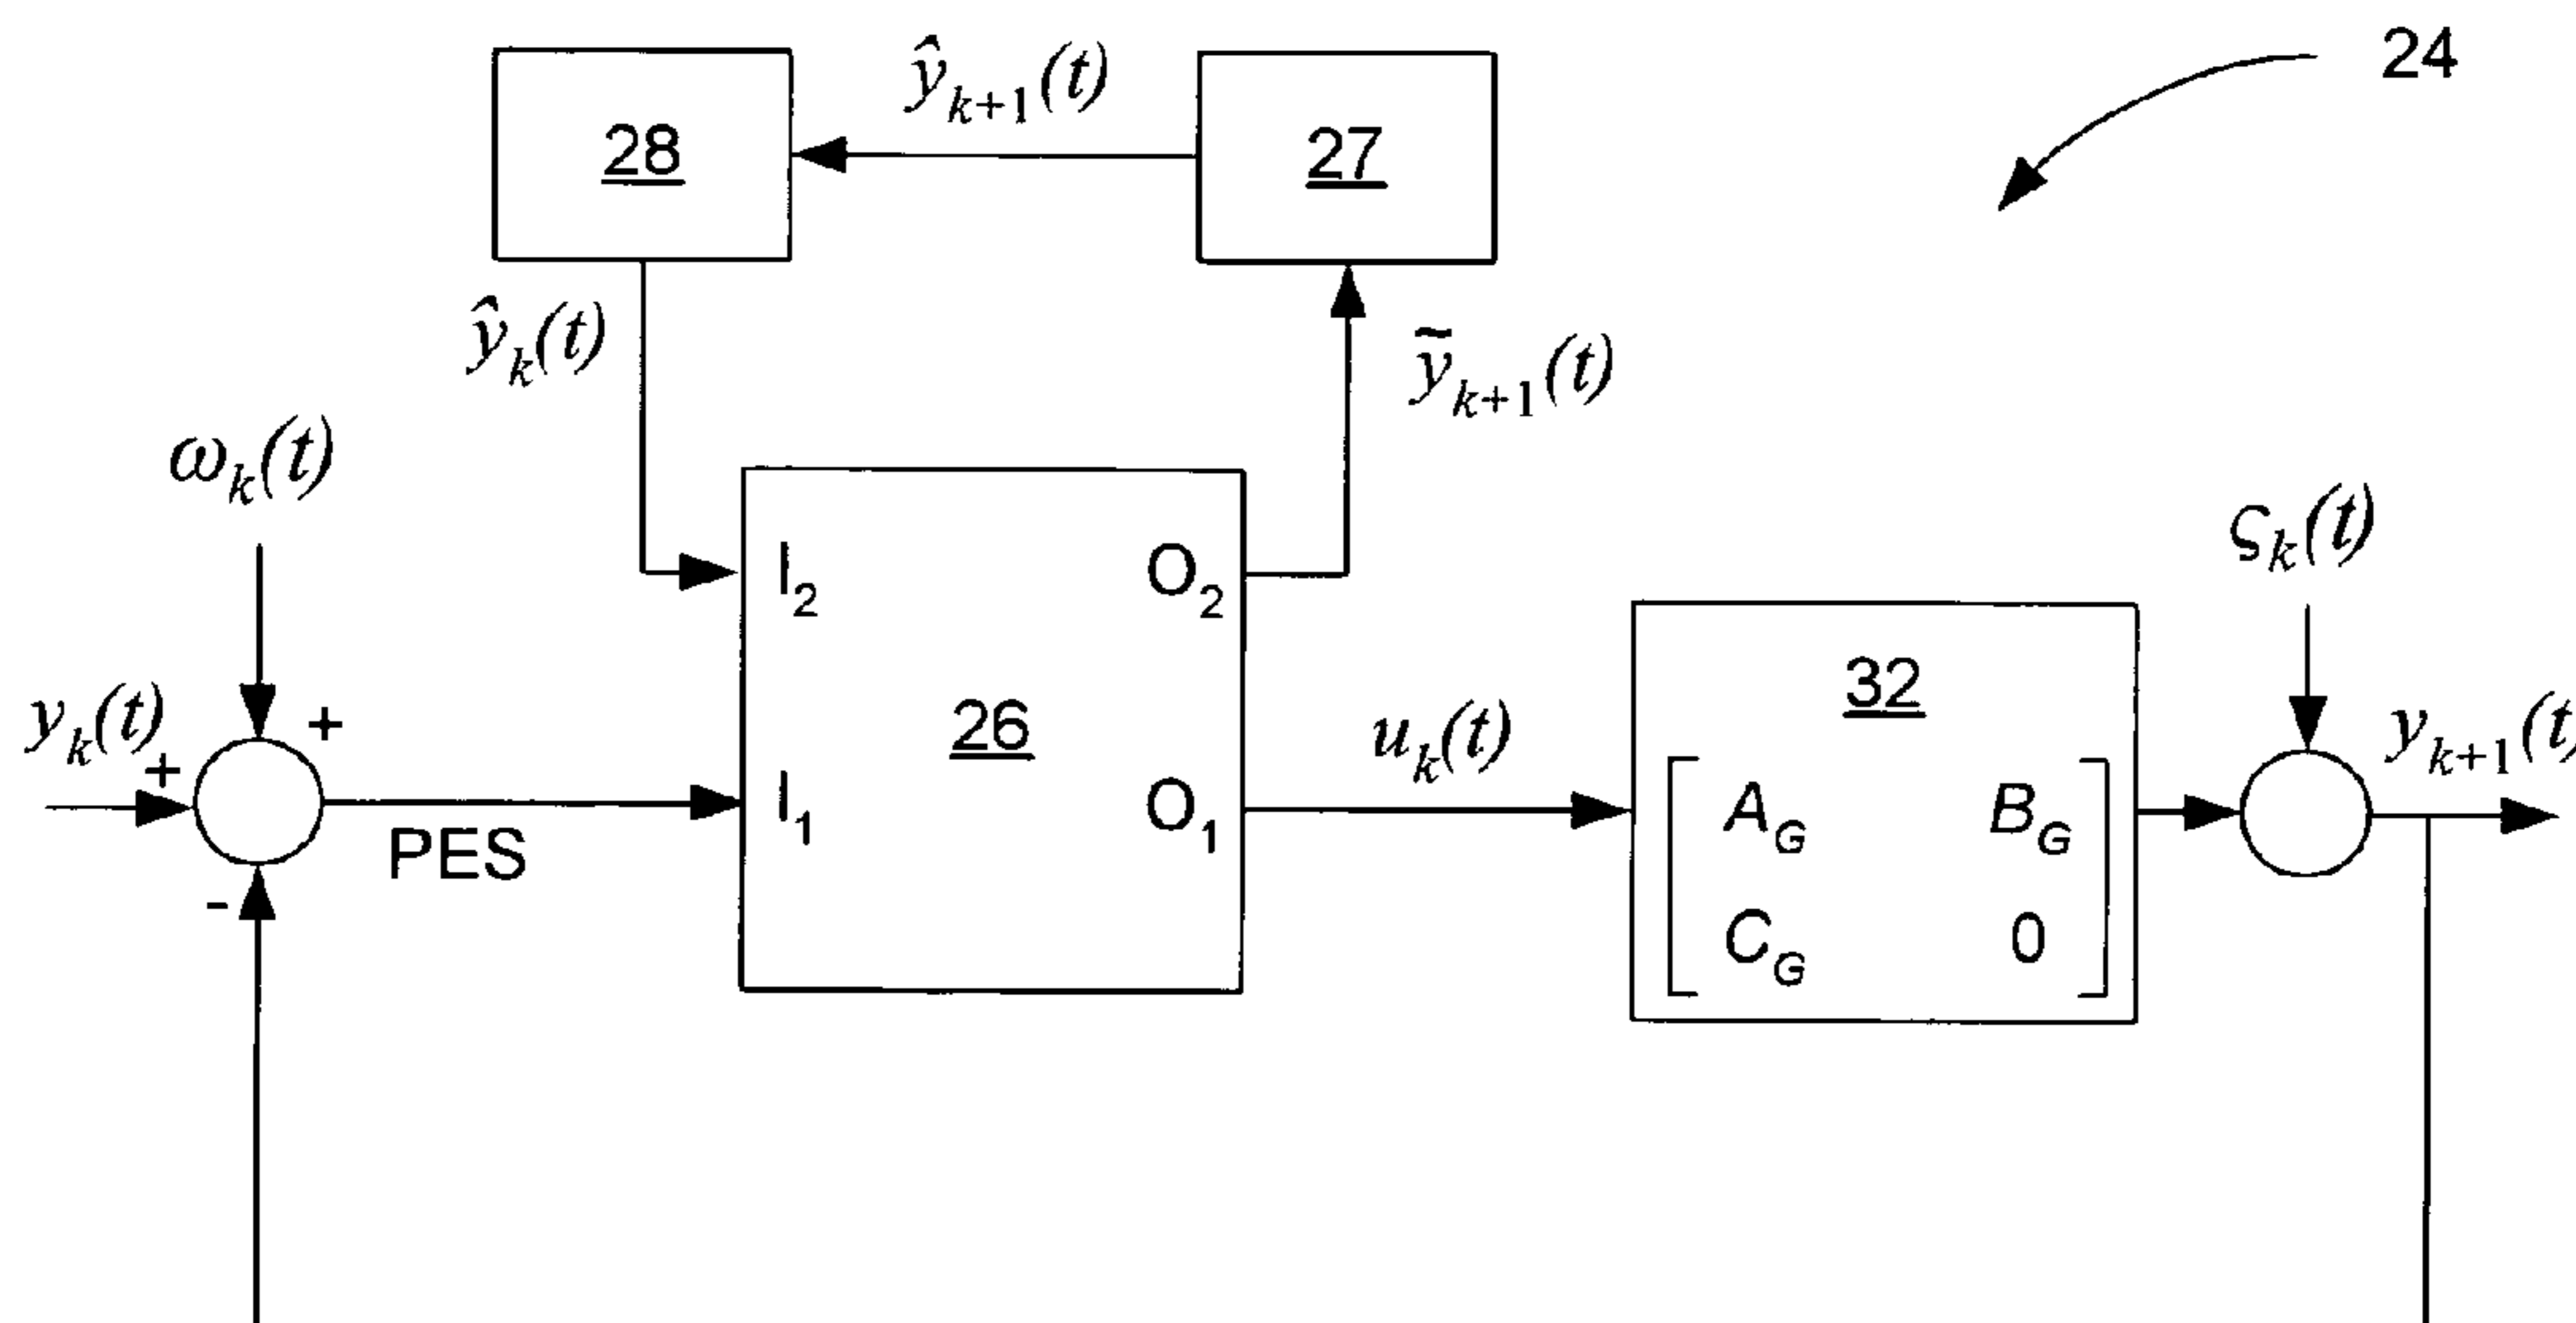 24
ŷ_{k+1}(t)
28
27
ŷ_k(t)
ỹ_{k+1}(t)
ω_k(t)
ς_k(t)
I_2
O_2
32
y_k(t)
+
+
26
u_k(t)
y_{k+1}(t)
I_1
O_1
A_G B_G
PES
-
C_G 0